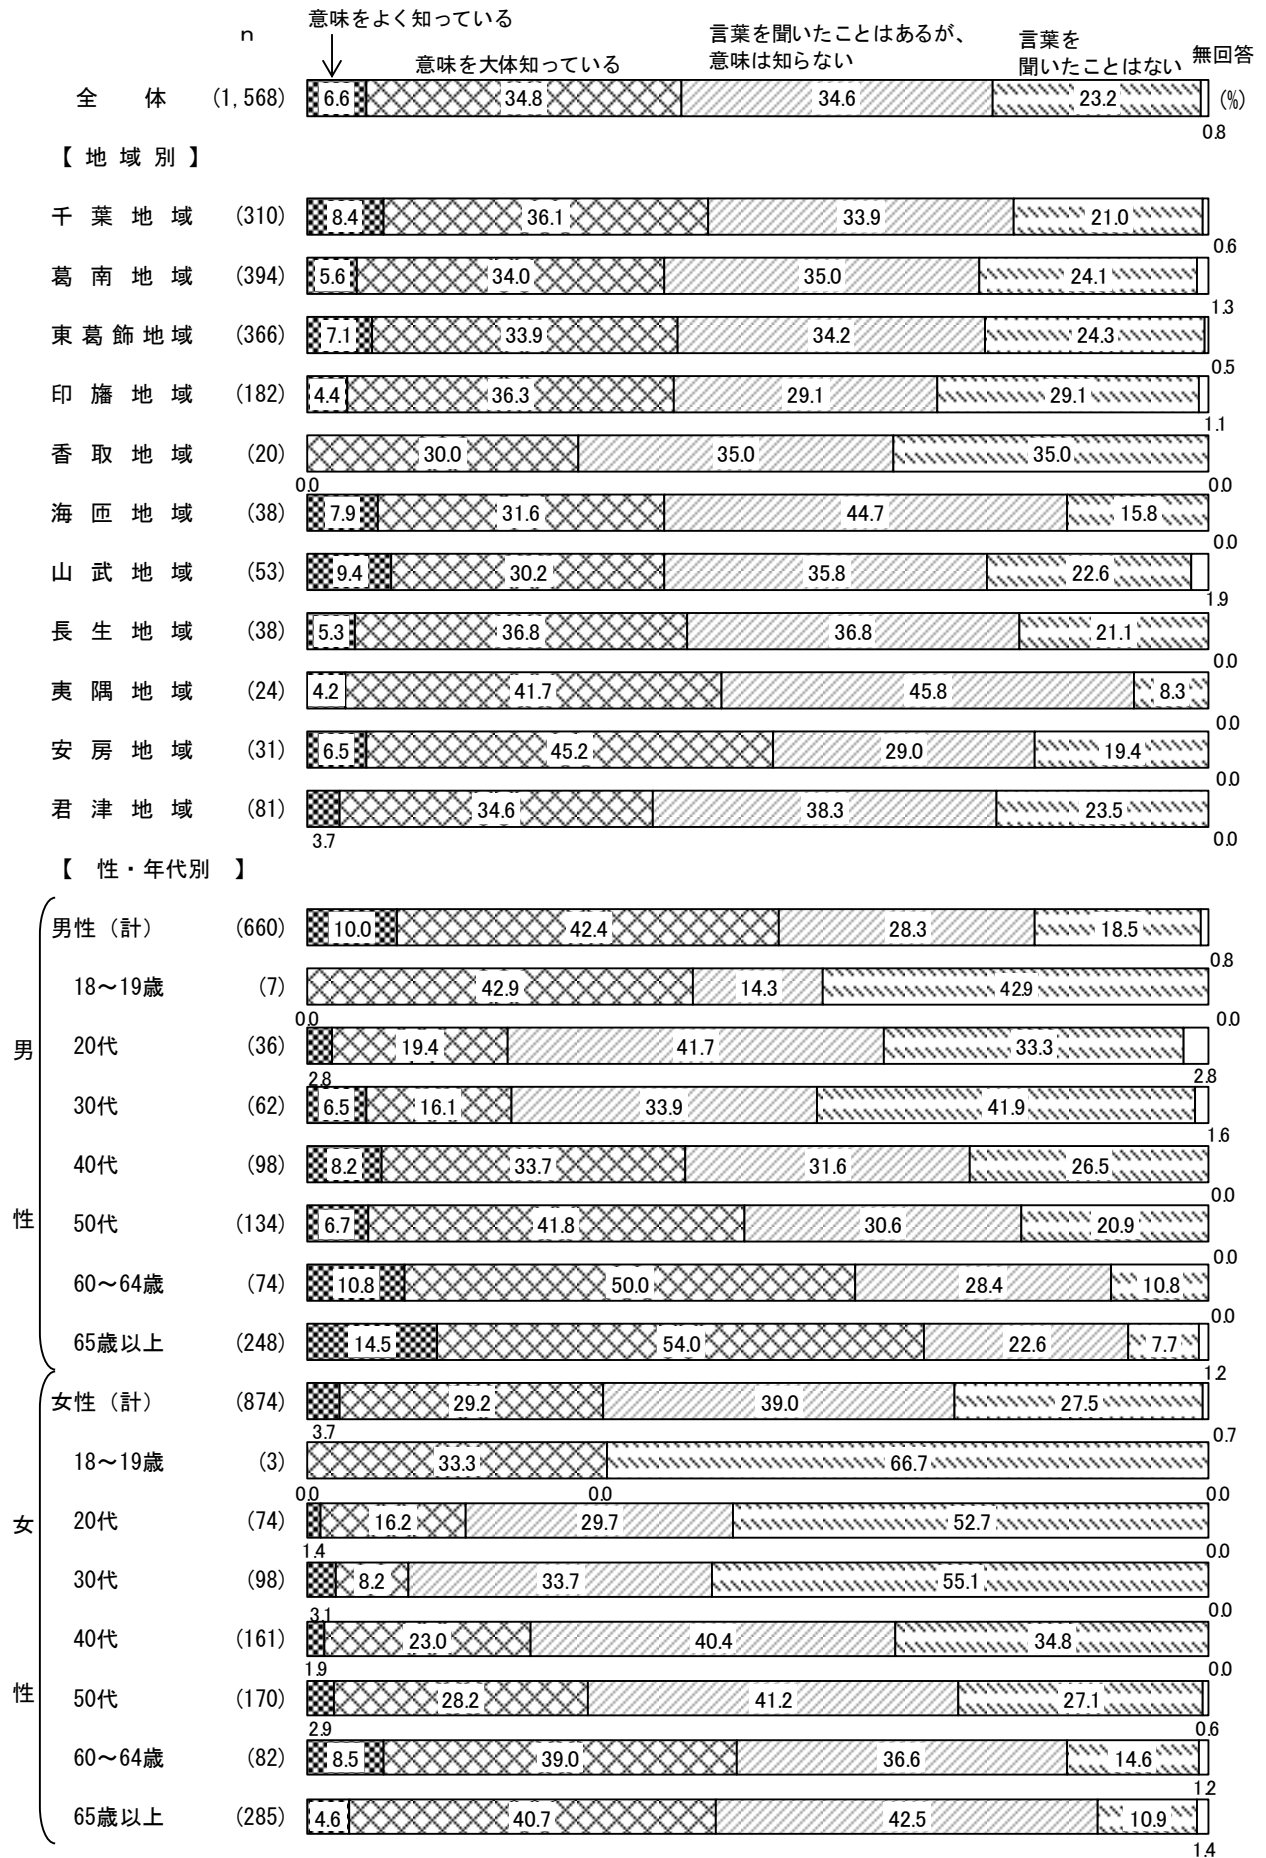 n
意味をよく知っている
意味を大体知っている
言葉を聞いたことはあるが、
意味は知らない
言葉を
聞いたことはない
無回答
全体 (1,568) 6.6 34.8 34.6 23.2 (%)
0.8
【地域別】
千葉地域 (310) 8.4 36.1 33.9 21.0
0.6
葛南地域 (394) 5.6 34.0 35.0 24.1
1.3
東葛飾地域 (366) 7.1 33.9 34.2 24.3
0.5
印旛地域 (182) 4.4 36.3 29.1 29.1
1.1
香取地域 (20) 30.0 35.0 35.0
0.0 0.0
海匝地域 (38) 7.9 31.6 44.7 15.8
0.0
山武地域 (53) 9.4 30.2 35.8 22.6
1.9
長生地域 (38) 5.3 36.8 36.8 21.1
0.0
夷隅地域 (24) 4.2 41.7 45.8 8.3
0.0
安房地域 (31) 6.5 45.2 29.0 19.4
0.0
君津地域 (81) 34.6 38.3 23.5
3.7 0.0
【性・年代別】
男性
男性（計） (660) 10.0 42.4 28.3 18.5
0.8
18～19歳 (7) 42.9 14.3 42.9
0.0 0.0
20代 (36) 19.4 41.7 33.3
2.8 2.8
30代 (62) 6.5 16.1 33.9 41.9
1.6
40代 (98) 8.2 33.7 31.6 26.5
0.0
50代 (134) 6.7 41.8 30.6 20.9
0.0
60～64歳 (74) 10.8 50.0 28.4 10.8
0.0
65歳以上 (248) 14.5 54.0 22.6 7.7
1.2
女性
女性（計） (874) 29.2 39.0 27.5
3.7 0.7
18～19歳 (3) 33.3 66.7
0.0 0.0 0.0
20代 (74) 16.2 29.7 52.7
1.4 0.0
30代 (98) 8.2 33.7 55.1
3.1 0.0
40代 (161) 23.0 40.4 34.8
1.9 0.0
50代 (170) 28.2 41.2 27.1
2.9 0.6
60～64歳 (82) 8.5 39.0 36.6 14.6
1.2
65歳以上 (285) 4.6 40.7 42.5 10.9
1.4